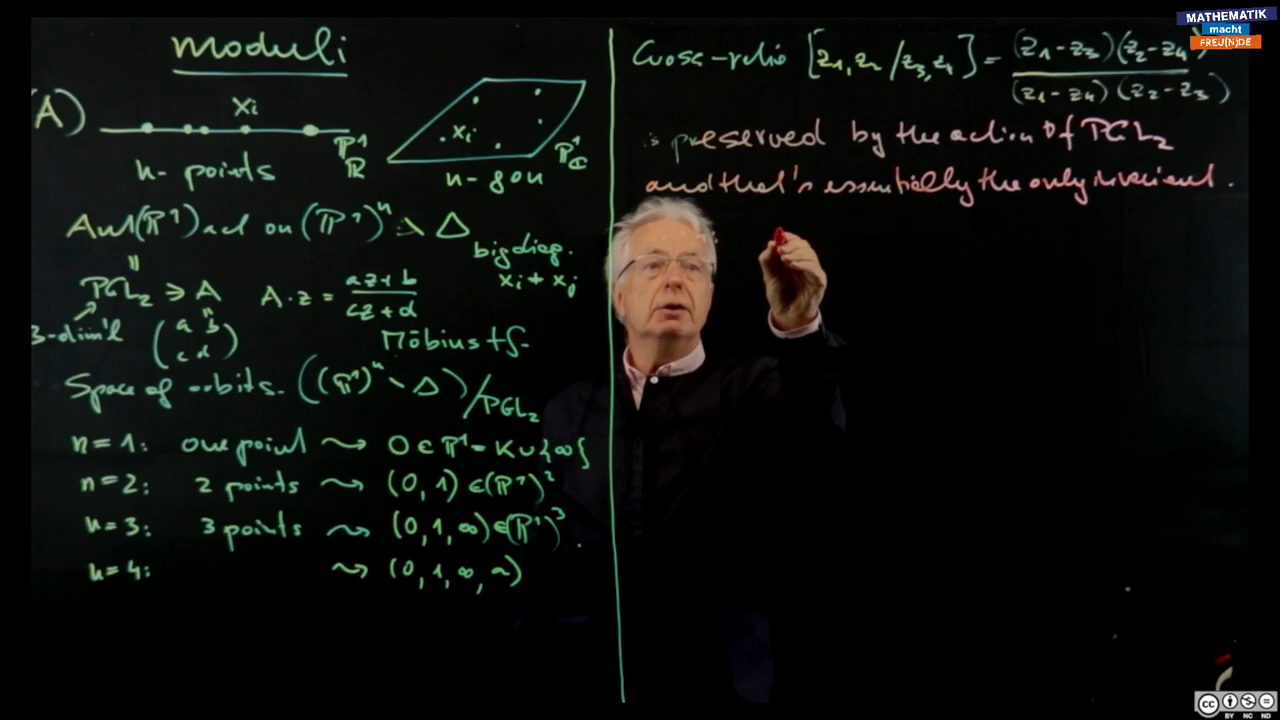 moduli
(A) xi
P¹ R
n- points
xi
P¹ C
n-gon
Aut(P¹) act on (P¹)ⁿ \ Δ
big diag.
xi ≠ xj
"
PGL₂ ∋ A A·z = az+b / cz+d
3-dim'l (a b c d)
Möbius tf.
Space of orbits. ((P¹)ⁿ \ Δ)/PGL₂
n=1: one point ⤳ 0 ∈ P¹ = K ∪ {∞}
n=2: 2 points ⤳ (0, 1) ∈ (P¹)²
n=3: 3 points ⤳ (0, 1, ∞) ∈ (P¹)³.
n=4: ⤳ (0, 1, ∞, a)
Cross-ratio [z₁, z₂ / z₃, z₄] = (z₁-z₃)(z₂-z₄) / (z₁-z₄)(z₂-z₃)
is preserved by the action of PGL₂
and that's essentially the only invariant.
MATHEMATIK
macht
FREU(N)DE
CC
BY NC ND